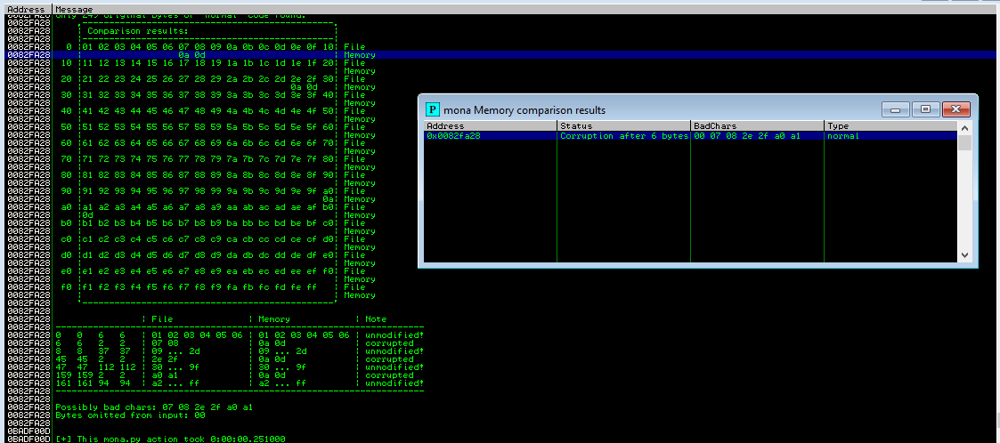 Address Message
0082FA28 Only 249 original bytes of 'normal' code found.
0082FA28
0082FA28 Comparison results:
0082FA28
0082FA28 0 01 02 03 04 05 06 07 08 09 0a 0b 0c 0d 0e 0f 10 File
0082FA28 0a 0d Memory
0082FA28 10 11 12 13 14 15 16 17 18 19 1a 1b 1c 1d 1e 1f 20 File
0082FA28 Memory
0082FA28 20 21 22 23 24 25 26 27 28 29 2a 2b 2c 2d 2e 2f 30 File
0082FA28 0a 0d Memory
0082FA28 30 31 32 33 34 35 36 37 38 39 3a 3b 3c 3d 3e 3f 40 File
0082FA28 Memory
0082FA28 40 41 42 43 44 45 46 47 48 49 4a 4b 4c 4d 4e 4f 50 File
0082FA28 Memory
0082FA28 50 51 52 53 54 55 56 57 58 59 5a 5b 5c 5d 5e 5f 60 File
0082FA28 Memory
0082FA28 60 61 62 63 64 65 66 67 68 69 6a 6b 6c 6d 6e 6f 70 File
0082FA28 Memory
0082FA28 70 71 72 73 74 75 76 77 78 79 7a 7b 7c 7d 7e 7f 80 File
0082FA28 Memory
0082FA28 80 81 82 83 84 85 86 87 88 89 8a 8b 8c 8d 8e 8f 90 File
0082FA28 Memory
0082FA28 90 91 92 93 94 95 96 97 98 99 9a 9b 9c 9d 9e 9f a0 File
0082FA28 0a Memory
0082FA28 a0 a1 a2 a3 a4 a5 a6 a7 a8 a9 aa ab ac ad ae af b0 File
0082FA28 0d Memory
0082FA28 b0 b1 b2 b3 b4 b5 b6 b7 b8 b9 ba bb bc bd be bf c0 File
0082FA28 Memory
0082FA28 c0 c1 c2 c3 c4 c5 c6 c7 c8 c9 ca cb cc cd ce cf d0 File
0082FA28 Memory
0082FA28 d0 d1 d2 d3 d4 d5 d6 d7 d8 d9 da db dc dd de df e0 File
0082FA28 Memory
0082FA28 e0 e1 e2 e3 e4 e5 e6 e7 e8 e9 ea eb ec ed ee ef f0 File
0082FA28 Memory
0082FA28 f0 f1 f2 f3 f4 f5 f6 f7 f8 f9 fa fb fc fd fe ff File
0082FA28 Memory
0082FA28
0082FA28
0082FA28 | File | Memory | Note
0082FA28
0082FA28 0 0 6 6 | 01 02 03 04 05 06 | 01 02 03 04 05 06 | unmodified!
0082FA28 6 6 2 2 | 07 08 | 0a 0d | corrupted
0082FA28 8 8 37 37 | 09 ... 2d | 09 ... 2d | unmodified!
0082FA28 45 45 2 2 | 2e 2f | 0a 0d | corrupted
0082FA28 47 47 112 112 | 30 ... 9f | 30 ... 9f | unmodified!
0082FA28 159 159 2 2 | a0 a1 | 0a 0d | corrupted
0082FA28 161 161 94 94 | a2 ... ff | a2 ... ff | unmodified!
0082FA28
0082FA28
0082FA28 Possibly bad chars: 07 08 2e 2f a0 a1
0082FA28 Bytes omitted from input: 00
0BADF00D
0BADF00D [+] This mona.py action took 0:00:00.251000
P mona Memory comparison results
Address Status BadChars Type
0x0082fa28 Corruption after 6 bytes 00 07 08 2e 2f a0 a1 normal